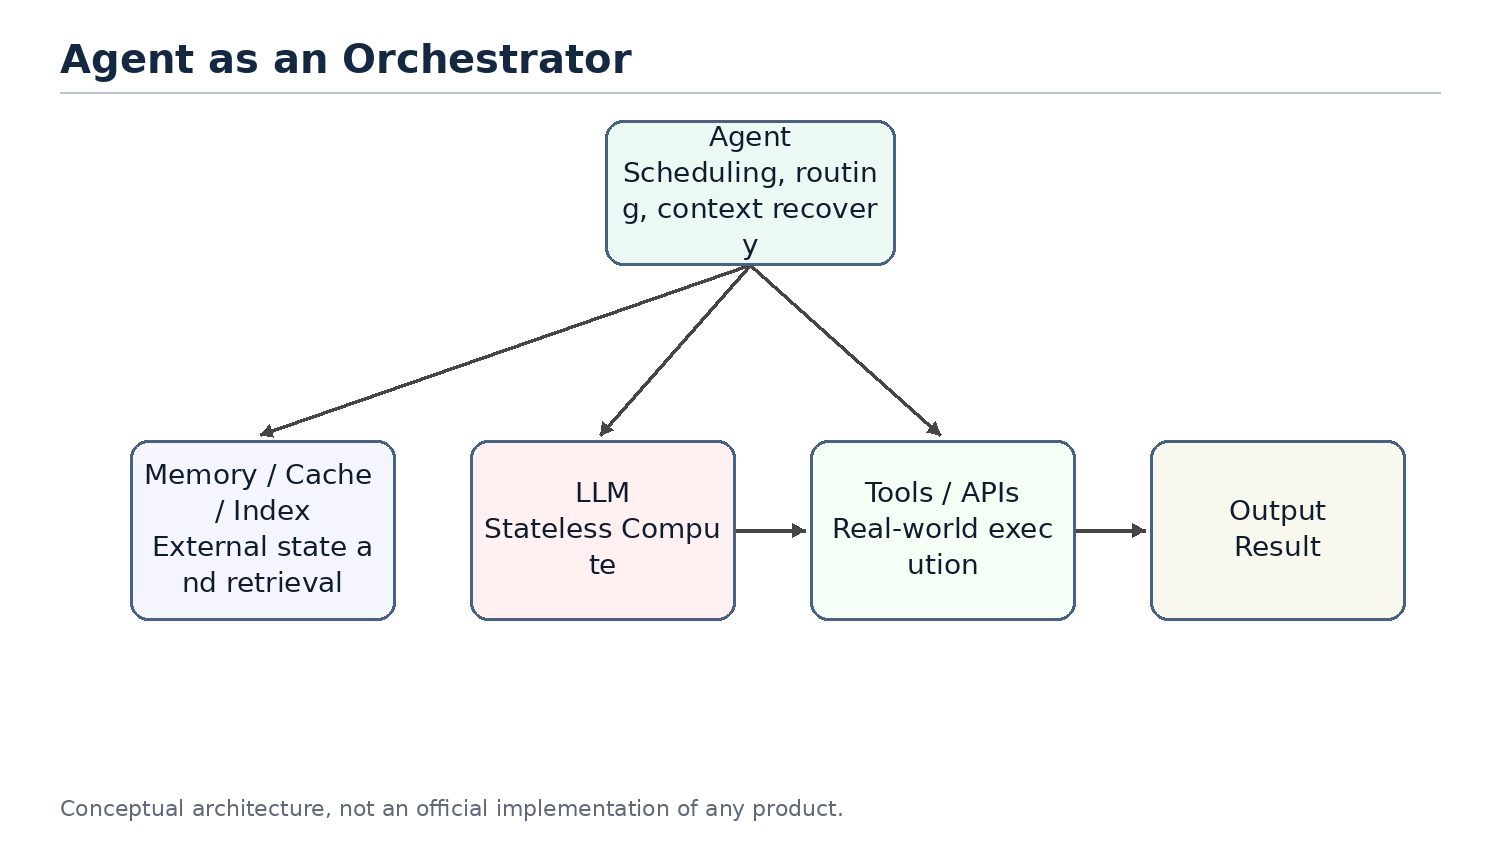 Agent as an Orchestrator
Agent
Scheduling, routin
g, context recover
y
Memory / Cache
/ Index
External state a
nd retrieval
LLM
Stateless Compu
te
Tools / APIs
Real-world exec
ution
Output
Result
Conceptual architecture, not an official implementation of any product.